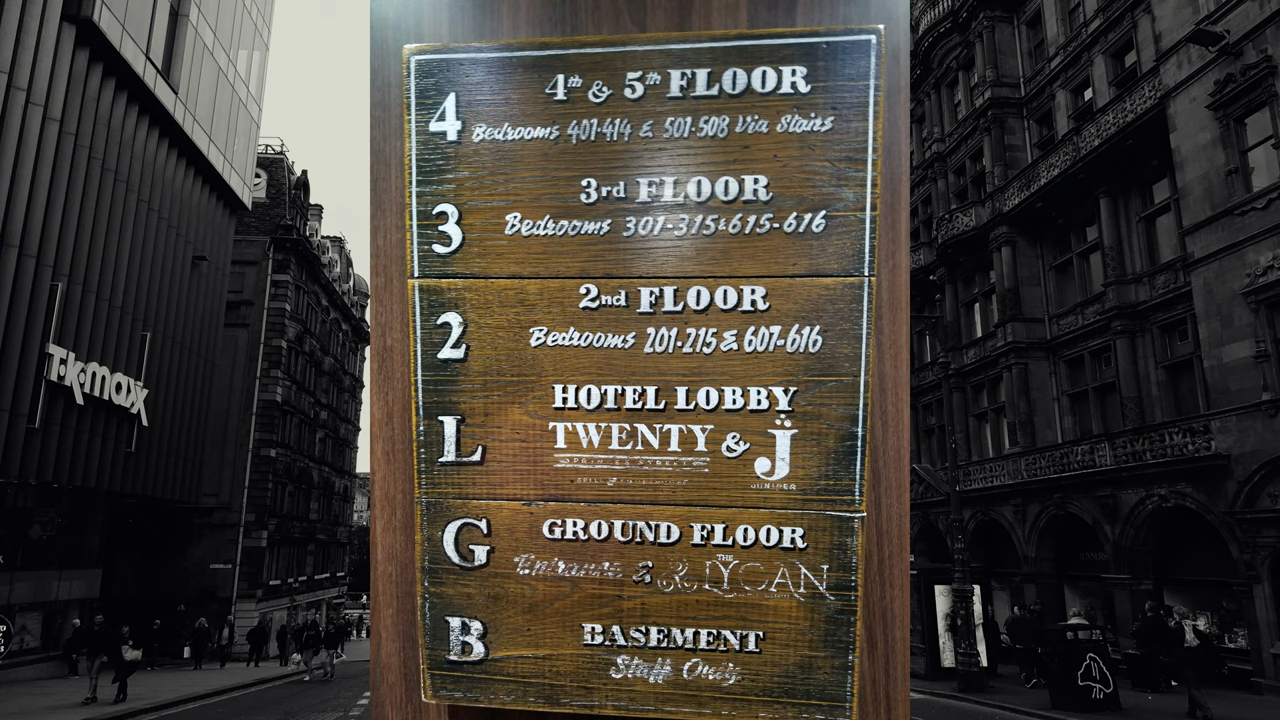 T·K·maxx
4
4th & 5th FLOOR
Bedrooms 401·414 & 501·508 Via Stairs
3
3rd FLOOR
Bedrooms 301-315 & 615-616
2
2nd FLOOR
Bedrooms 201·215 & 607·616
L
HOTEL LOBBY
TWENTY & J̈
PRINCES STREET
JUNIPER
G
GROUND FLOOR
Entrance & THE LYCAN
B
BASEMENT
Staff Only